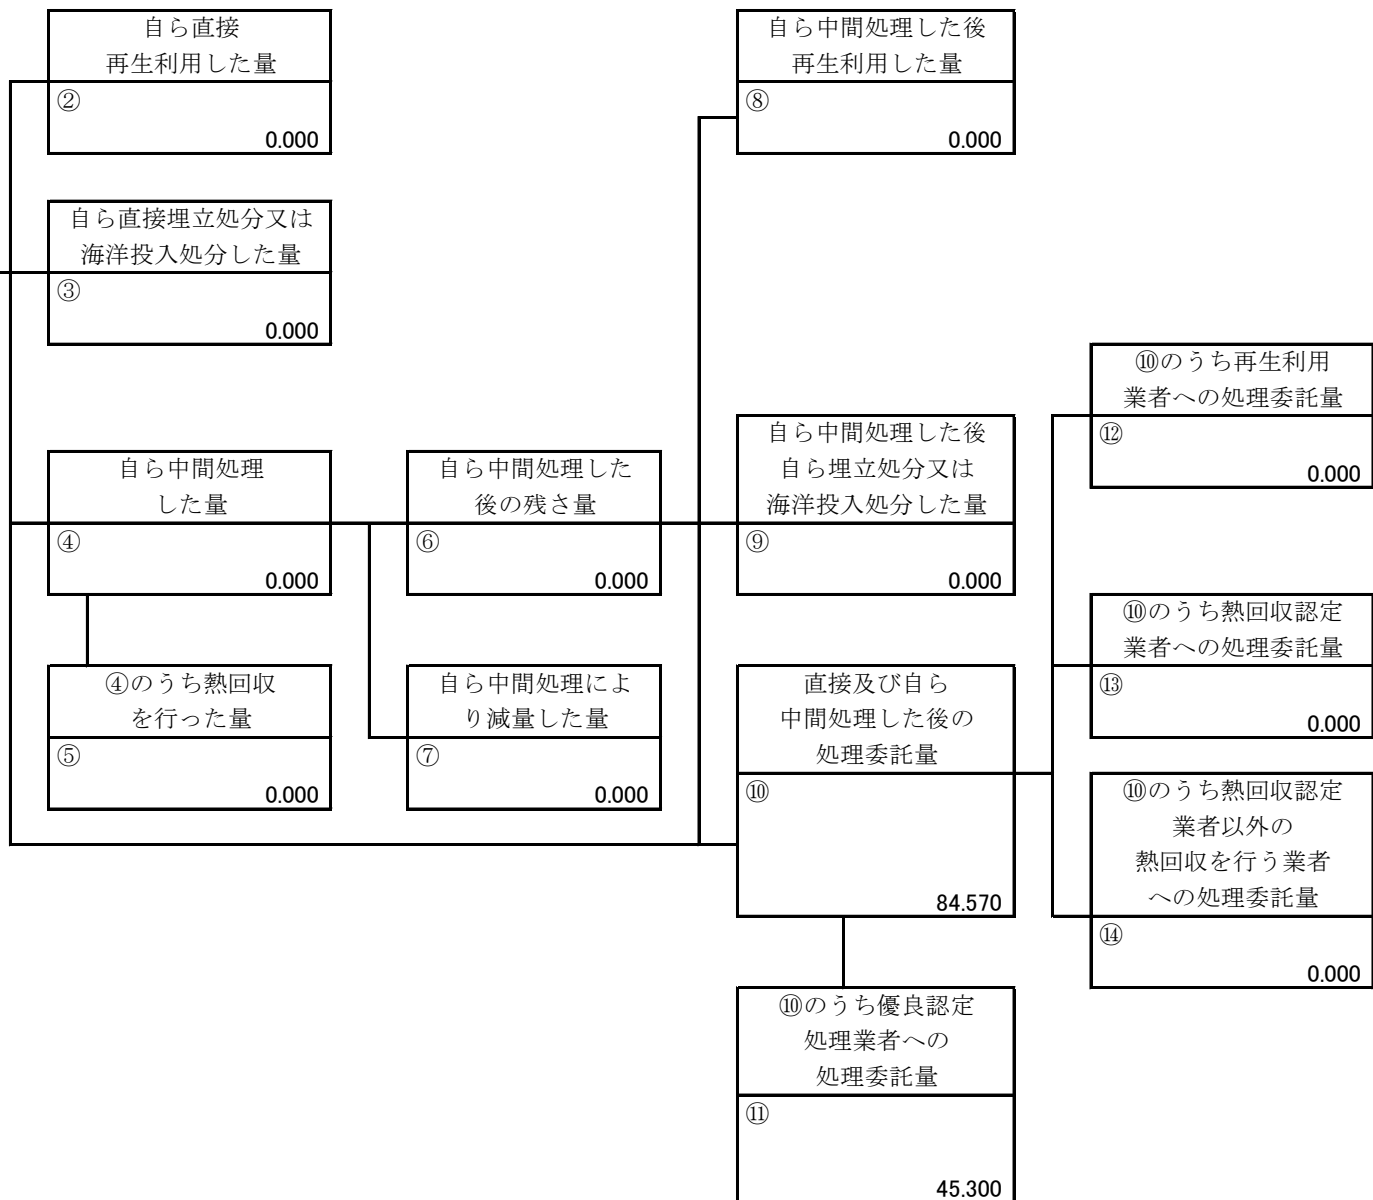 自ら直接
再生利用した量
②
0.000
自ら中間処理した後
再生利用した量
⑧
0.000
自ら直接埋立処分又は
海洋投入処分した量
③
0.000
⑩のうち再生利用
業者への処理委託量
⑫
0.000
自ら中間処理
した量
④
0.000
自ら中間処理した
後の残さ量
⑥
0.000
自ら中間処理した後
自ら埋立処分又は
海洋投入処分した量
⑨
0.000
⑩のうち熱回収認定
業者への処理委託量
⑬
0.000
④のうち熱回収
を行った量
⑤
0.000
自ら中間処理によ
り減量した量
⑦
0.000
直接及び自ら
中間処理した後の
処理委託量
⑩
84.570
⑩のうち熱回収認定
業者以外の
熱回収を行う業者
への処理委託量
⑭
0.000
⑩のうち優良認定
処理業者への
処理委託量
⑪
45.300